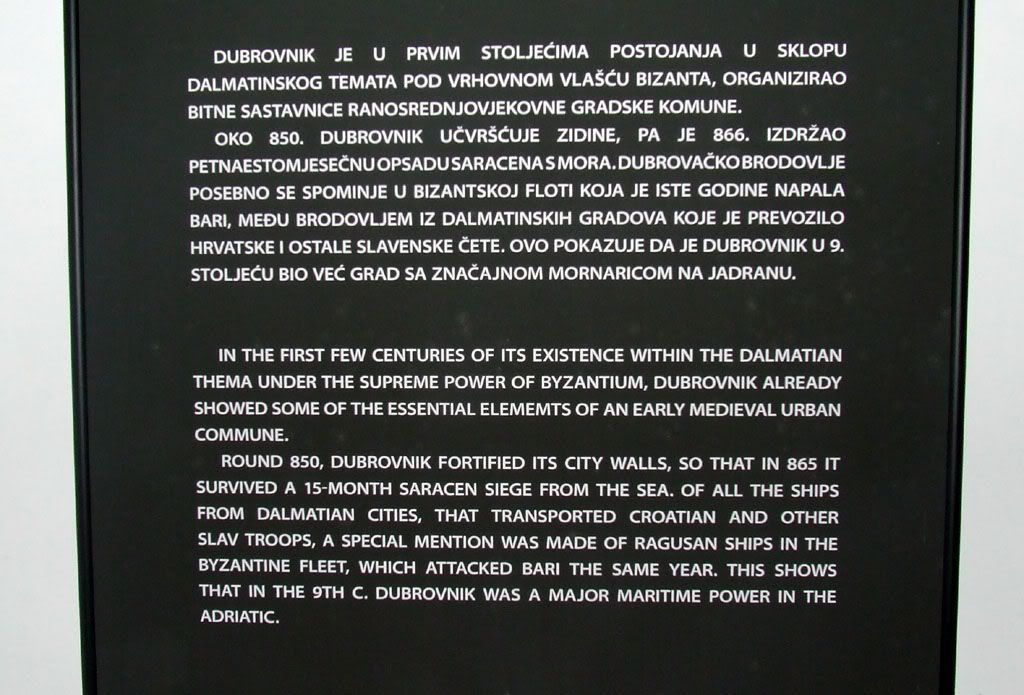 DUBROVNIK JE U PRVIM STOLJEĆIMA POSTOJANJA U SKLOPU
DALMATINSKOG TEMATA POD VRHOVNOM VLAŠĆU BIZANTA, ORGANIZIRAO
BITNE SASTAVNICE RANOSREDNJOVJEKOVNE GRADSKE KOMUNE.
OKO 850. DUBROVNIK UČVRŠĆUJE ZIDINE, PA JE 866. IZDRŽAO
PETNAESTOMJESEČNU OPSADU SARACENA S MORA. DUBROVAČKO BRODOVLJE
POSEBNO SE SPOMINJE U BIZANTSKOJ FLOTI KOJA JE ISTE GODINE NAPALA
BARI, MEĐU BRODOVLJEM IZ DALMATINSKIH GRADOVA KOJE JE PREVOZILO
HRVATSKE I OSTALE SLAVENSKE ČETE. OVO POKAZUJE DA JE DUBROVNIK U 9.
STOLJEĆU BIO VEĆ GRAD SA ZNAČAJNOM MORNARICOM NA JADRANU.
IN THE FIRST FEW CENTURIES OF ITS EXISTENCE WITHIN THE DALMATIAN
THEMA UNDER THE SUPREME POWER OF BYZANTIUM, DUBROVNIK ALREADY
SHOWED SOME OF THE ESSENTIAL ELEMEMTS OF AN EARLY MEDIEVAL URBAN
COMMUNE.
ROUND 850, DUBROVNIK FORTIFIED ITS CITY WALLS, SO THAT IN 865 IT
SURVIVED A 15-MONTH SARACEN SIEGE FROM THE SEA. OF ALL THE SHIPS
FROM DALMATIAN CITIES, THAT TRANSPORTED CROATIAN AND OTHER
SLAV TROOPS, A SPECIAL MENTION WAS MADE OF RAGUSAN SHIPS IN THE
BYZANTINE FLEET, WHICH ATTACKED BARI THE SAME YEAR. THIS SHOWS
THAT IN THE 9TH C. DUBROVNIK WAS A MAJOR MARITIME POWER IN THE
ADRIATIC.